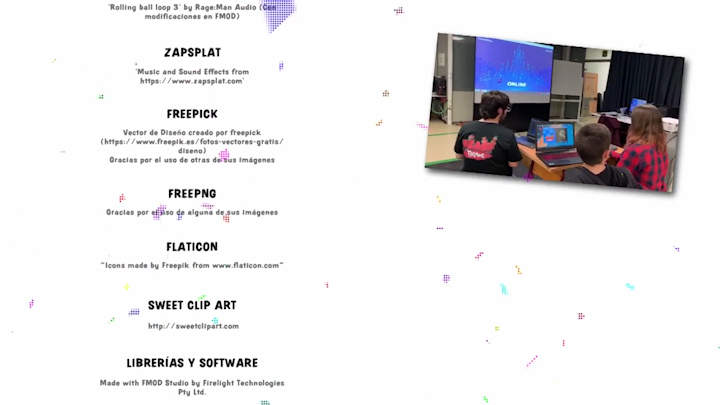 "Rolling ball loop 3" by Rage:Man Audio (Con
modificaciones en FMOD)
ZAPSPLAT
"Music and Sound Effects from
https://www.zapsplat.com"
FREEPICK
Vector de Diseño creado por freepick
(https://www.freepik.es/fotos-vectores-gratis/
diseno)
Gracias por el uso de otras de sus imágenes
FREEPNG
Gracias por el uso de alguna de sus imágenes
FLATICON
"Icons made by Freepik from www.flaticon.com"
SWEET CLIP ART
http://sweetclipart.com
LIBRERÍAS Y SOFTWARE
Made with FMOD Studio by Firelight Technologies
Pty Ltd.
ONLINE